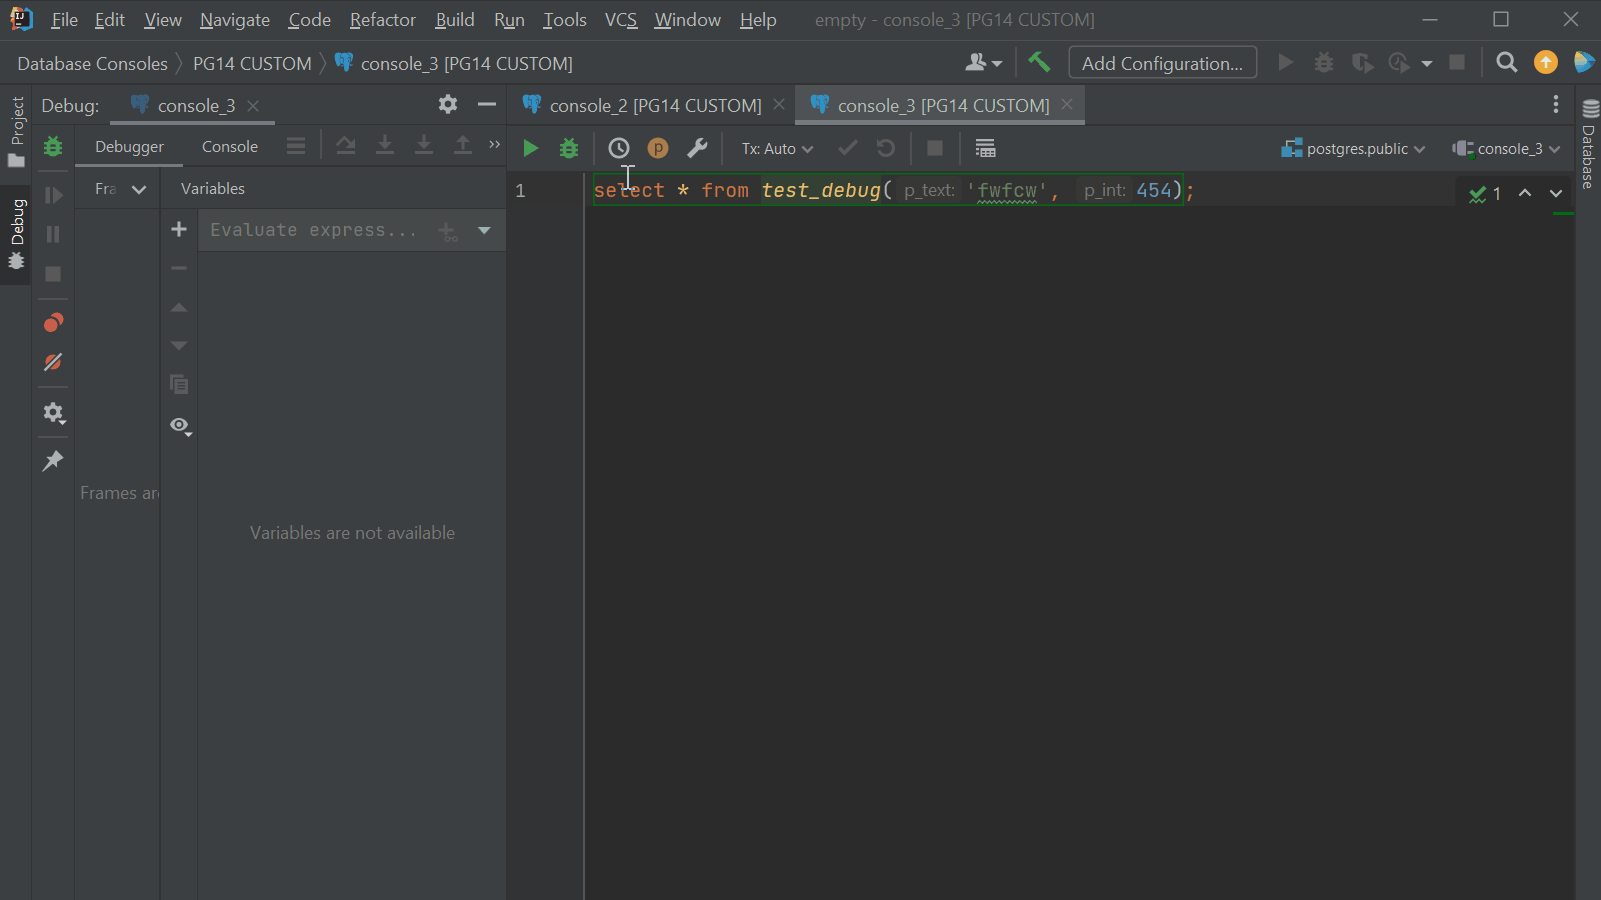 File Edit View Navigate Code Refactor Build Run Tools VCS Window Help empty - console_3 [PG14 CUSTOM]
Database Consoles PG14 CUSTOM console_3 [PG14 CUSTOM] Add Configuration...
Project
Debug
Debug: console_3
console_2 [PG14 CUSTOM] console_3 [PG14 CUSTOM]
Debugger Console
Tx: Auto postgres.public console_3
Fra Variables
Evaluate express...
Frames are
Variables are not available
1 select * from test_debug( p_text: 'fwfcw', p_int: 454);
1
Database